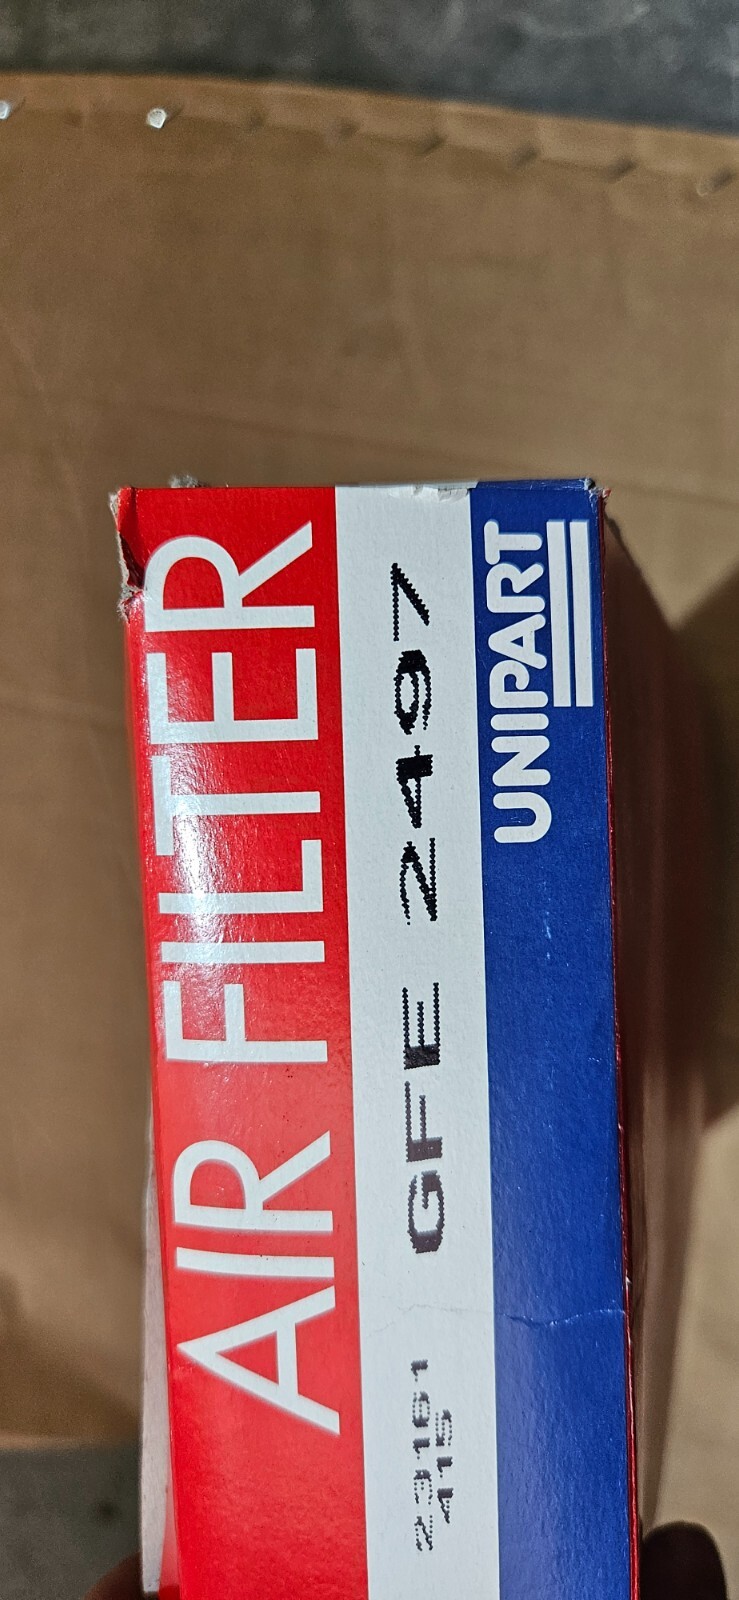 AIR FILTER
GFE 2497
23161
415
UNIPART